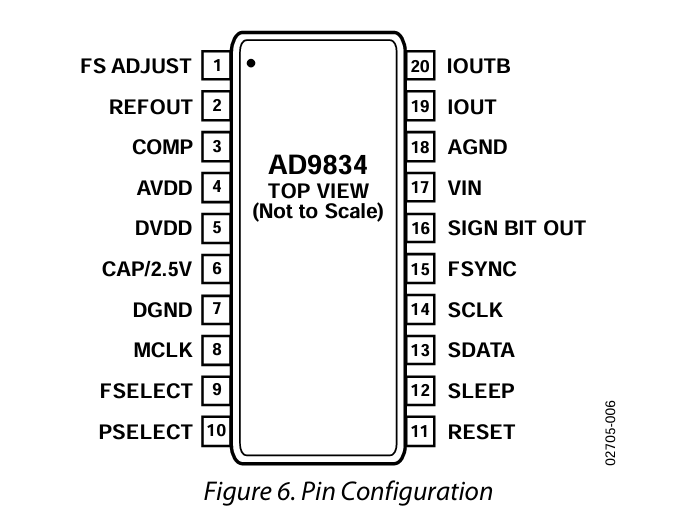 FS ADJUST 1 20 IOUTB
REFOUT 2 19 IOUT
COMP 3 18 AGND
AD9834
AVDD 4 17 VIN
TOP VIEW
(Not to Scale)
DVDD 5 16 SIGN BIT OUT
CAP/2.5V 6 15 FSYNC
DGND 7 14 SCLK
MCLK 8 13 SDATA
FSELECT 9 12 SLEEP
PSELECT 10 11 RESET
02705-006
Figure 6. Pin Configuration